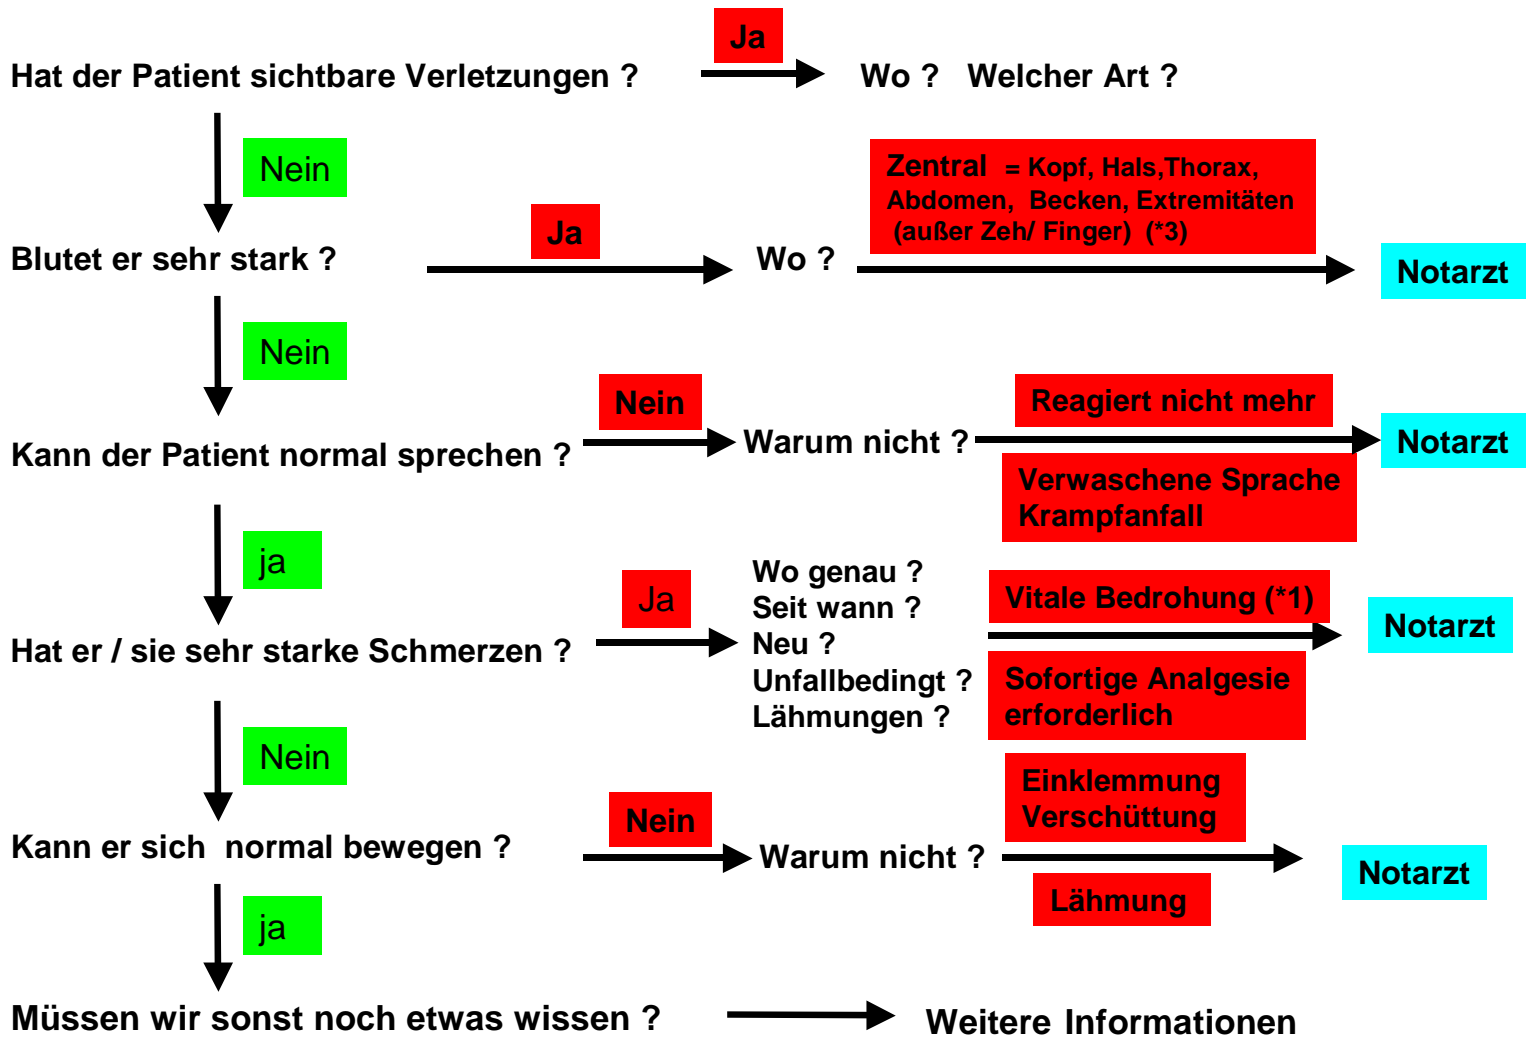 Ja
Hat der Patient sichtbare Verletzungen ?
Wo ? Welcher Art ?
Nein
Zentral = Kopf, Hals,Thorax,
Abdomen, Becken, Extremitäten
(außer Zeh/ Finger) (*3)
Ja
Blutet er sehr stark ?
Wo ?
Notarzt
Nein
Nein
Reagiert nicht mehr
Kann der Patient normal sprechen ?
Warum nicht ?
Notarzt
Verwaschene Sprache
Krampfanfall
ja
Ja
Wo genau ?
Seit wann ?
Neu ?
Unfallbedingt ?
Lähmungen ?
Vitale Bedrohung (*1)
Hat er / sie sehr starke Schmerzen ?
Notarzt
Sofortige Analgesie
erforderlich
Nein
Nein
Einklemmung
Verschüttung
Kann er sich normal bewegen ?
Warum nicht ?
Notarzt
Lähmung
ja
Müssen wir sonst noch etwas wissen ?
Weitere Informationen